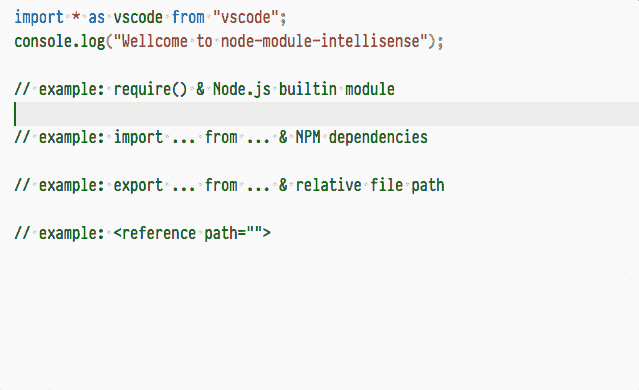 import * as vscode from "vscode";
console.log("Wellcome to node-module-intellisense");
// example: require() & Node.js builtin module
// example: import ... from ... & NPM dependencies
// example: export ... from ... & relative file path
// example: <reference path="">